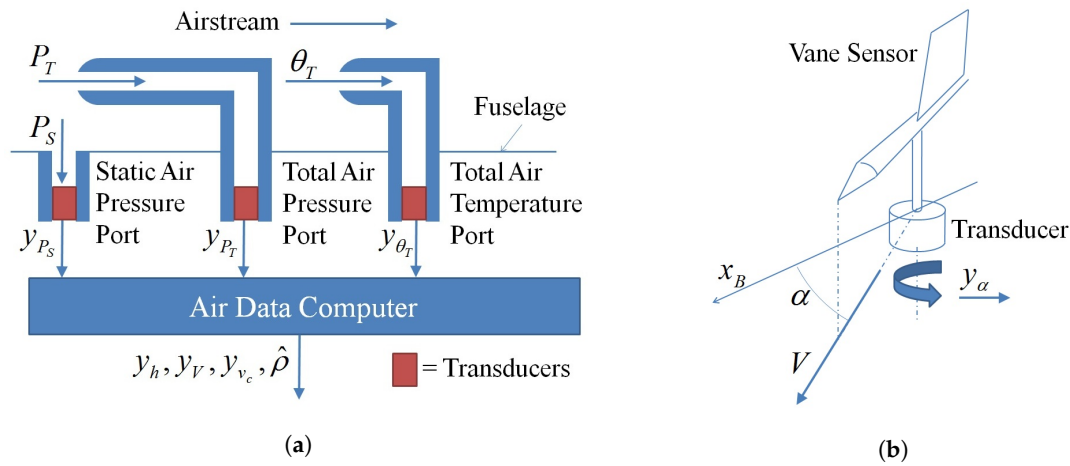 Airstream
P_T
θ_T
Fuselage
P_S
Static Air
Pressure
Port
Total Air
Pressure
Port
Total Air
Temperature
Port
y_{P_S}
y_{P_T}
y_{θ_T}
Air Data Computer
y_h, y_V, y_{v_c}, ρ̂
= Transducers
(a)
Vane Sensor
Transducer
x_B
α
y_α
V
(b)